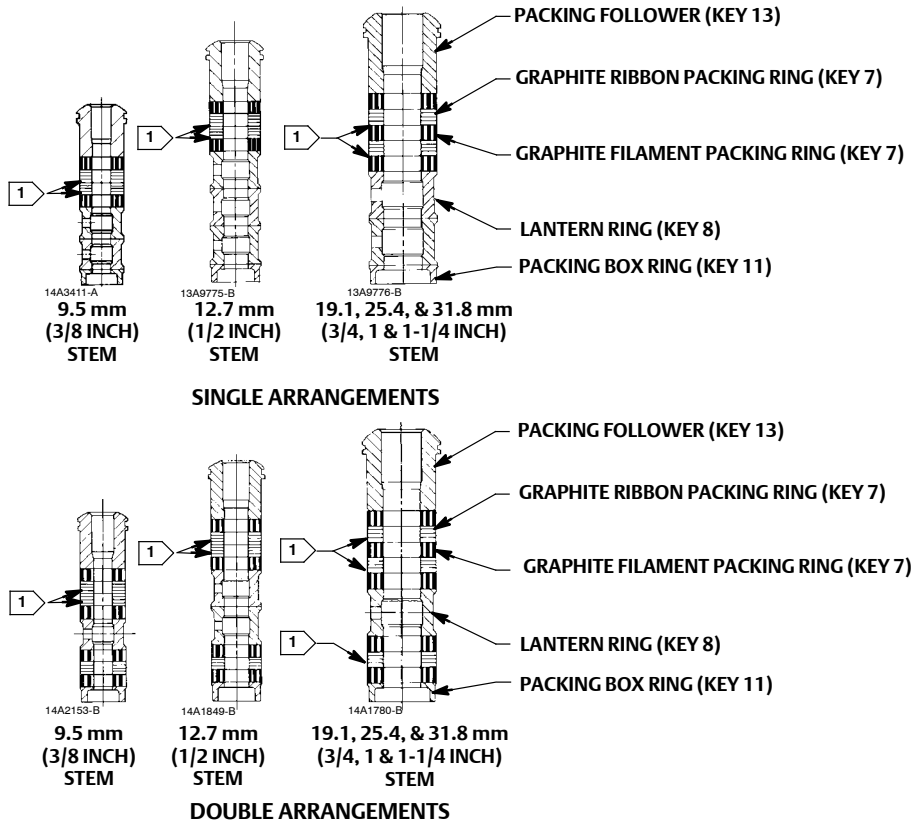 PACKING FOLLOWER (KEY 13)
GRAPHITE RIBBON PACKING RING (KEY 7)
1
1
1
GRAPHITE FILAMENT PACKING RING (KEY 7)
LANTERN RING (KEY 8)
PACKING BOX RING (KEY 11)
14A3411-A
9.5 mm
(3/8 INCH)
STEM
13A9775-B
12.7 mm
(1/2 INCH)
STEM
13A9776-B
19.1, 25.4, & 31.8 mm
(3/4, 1 & 1-1/4 INCH)
STEM
SINGLE ARRANGEMENTS
PACKING FOLLOWER (KEY 13)
GRAPHITE RIBBON PACKING RING (KEY 7)
1
1
1
GRAPHITE FILAMENT PACKING RING (KEY 7)
1
LANTERN RING (KEY 8)
PACKING BOX RING (KEY 11)
14A2153-B
9.5 mm
(3/8 INCH)
STEM
14A1849-B
12.7 mm
(1/2 INCH)
STEM
14A1780-B
19.1, 25.4, & 31.8 mm
(3/4, 1 & 1-1/4 INCH)
STEM
DOUBLE ARRANGEMENTS